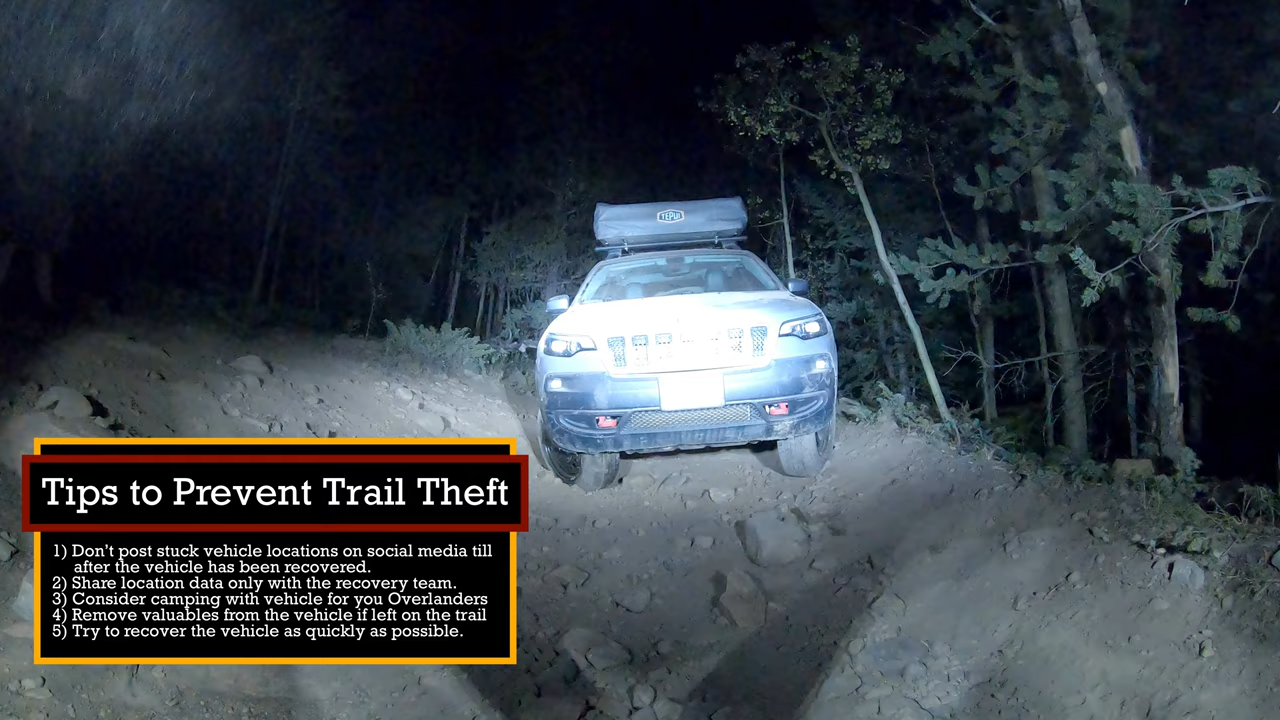 TEPUI
Tips to Prevent Trail Theft
1) Don't post stuck vehicle locations on social media till
after the vehicle has been recovered.
2) Share location data only with the recovery team.
3) Consider camping with vehicle for you Overlanders
4) Remove valuables from the vehicle if left on the trail
5) Try to recover the vehicle as quickly as possible.